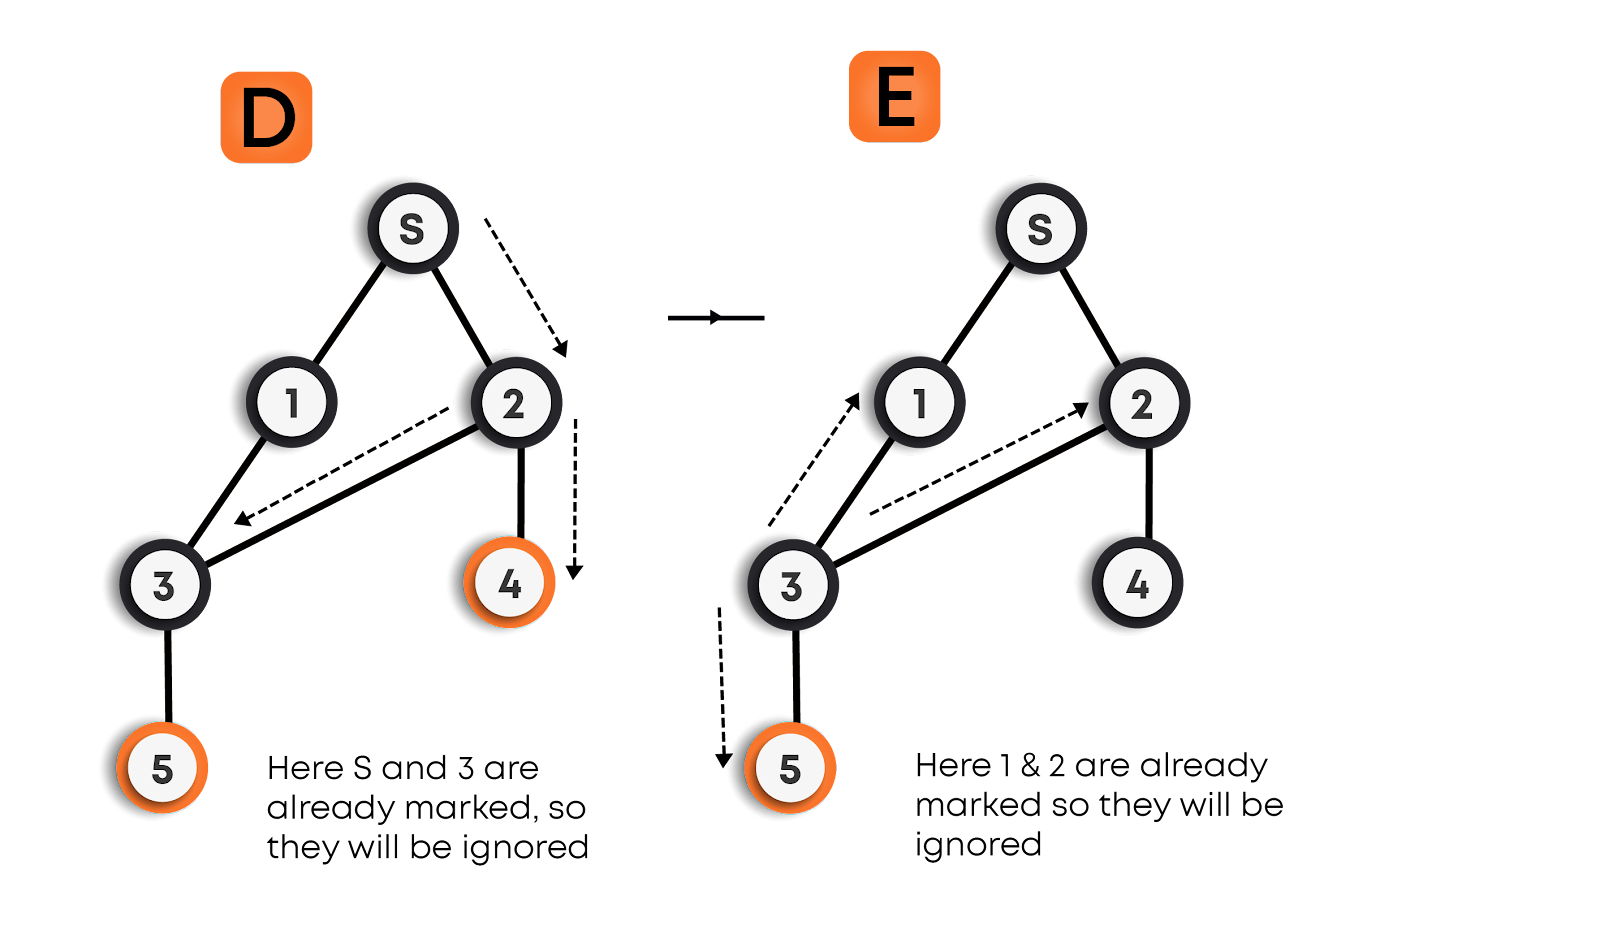 D
S
1
2
3
4
5
Here S and 3 are
already marked, so
they will be ignored
E
S
1
2
3
4
5
Here 1 & 2 are already
marked so they will be
ignored